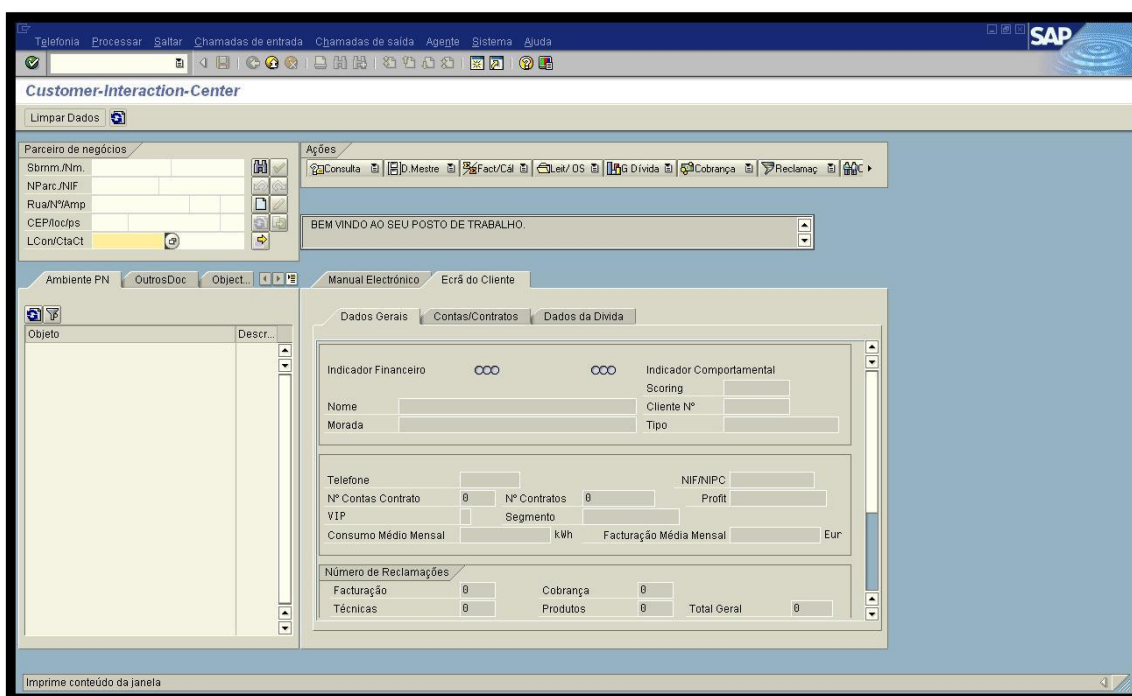 Telefonia Processar Saltar Chamadas de entrada Chamadas de saída Agente Sistema Ajuda
SAP
Customer-Interaction-Center
Limpar Dados
Parceiro de negócios
Sbrnm./Nm.
NParc./NIF
Rua/Nº/Amp
CEP/loc/ps
LCon/CtaCt
Ações
Consulta D.Mestre Fact/Cál Leit/ OS G Dívida Cobrança Reclamaç C
BEM VINDO AO SEU POSTO DE TRABALHO.
Ambiente PN OutrosDoc Object...
Objeto Descr...
Manual Electrónico Ecrã do Cliente
Dados Gerais Contas/Contratos Dados da Divida
Indicador Financeiro Indicador Comportamental
Scoring
Nome Cliente Nº
Morada Tipo
Telefone NIF/NIPC
Nº Contas Contrato 0 Nº Contratos 0 Profit
VIP Segmento
Consumo Médio Mensal kWh Facturação Média Mensal Eur
Número de Reclamações
Facturação 0 Cobrança 0
Técnicas 0 Produtos 0 Total Geral 0
Imprime conteúdo da janela